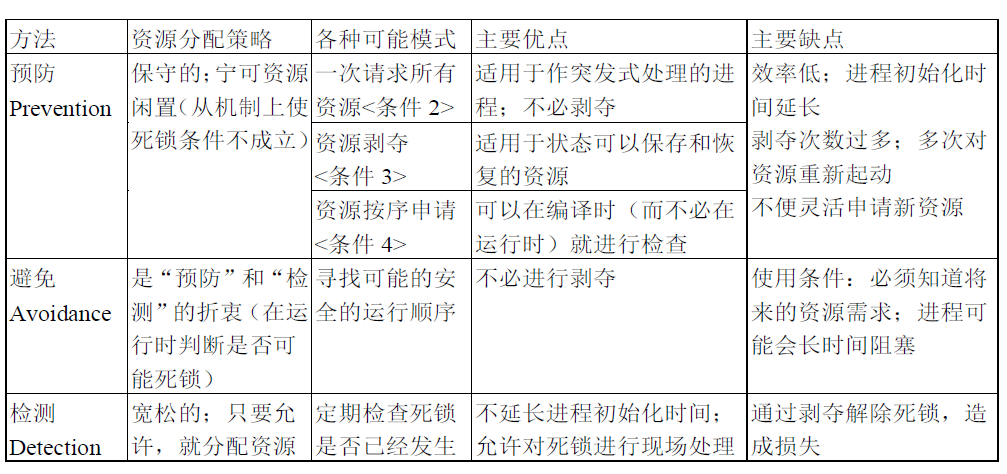 方法
资源分配策略
各种可能模式
主要优点
主要缺点
预防
Prevention
保守的；宁可资源
闲置（从机制上使
死锁条件不成立）
一次请求所有
资源<条件 2>
适用于作突发式处理的进
程；不必剥夺
效率低；进程初始化时
间延长
剥夺次数过多；多次对
资源重新起动
不便灵活申请新资源
资源剥夺
<条件 3>
适用于状态可以保存和恢
复的资源
资源按序申请
<条件 4>
可以在编译时（而不必在
运行时）就进行检查
避免
Avoidance
是“预防”和“检
测”的折衷（在运
行时判断是否可
能死锁）
寻找可能的安
全的运行顺序
不必进行剥夺
使用条件：必须知道将
来的资源需求；进程可
能会长时间阻塞
检测
Detection
宽松的；只要允
许，就分配资源
定期检查死锁
是否已经发生
不延长进程初始化时间；
允许对死锁进行现场处理
通过剥夺解除死锁，造
成损失